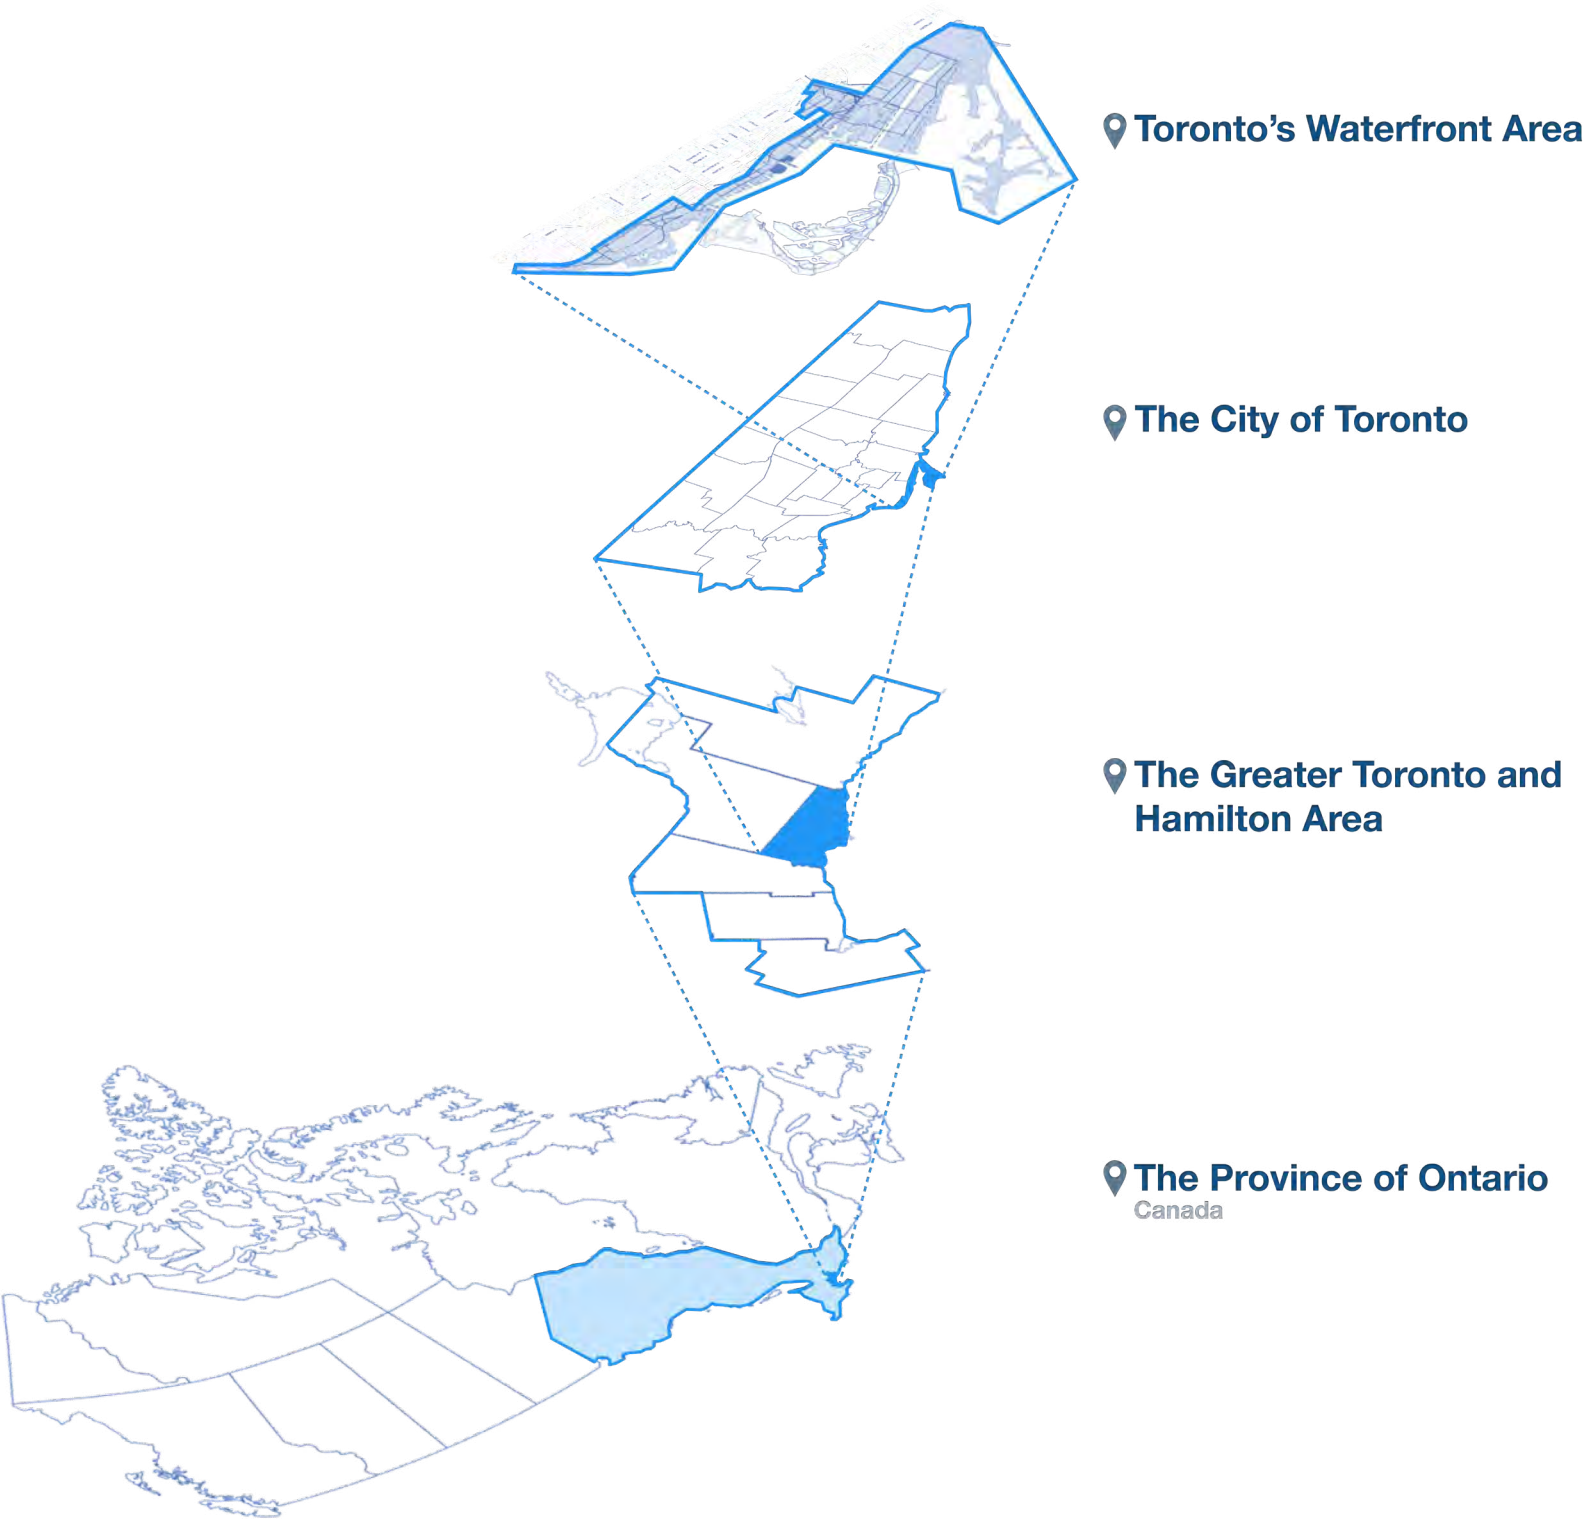 Toronto’s Waterfront Area
The City of Toronto
The Greater Toronto and
Hamilton Area
The Province of Ontario
Canada